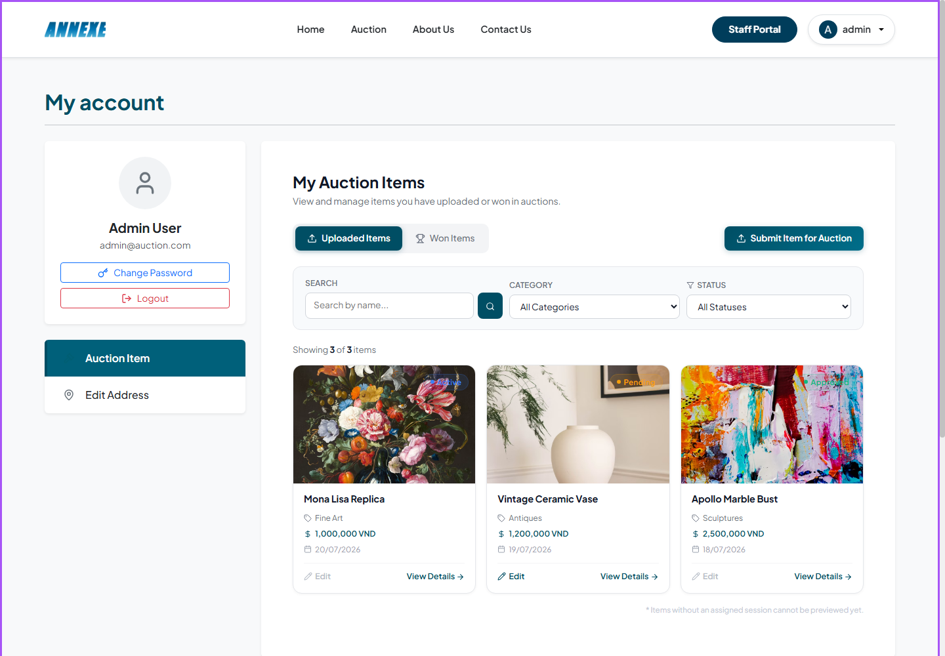 ANNEXE
Home Auction About Us Contact Us
Staff Portal
A admin
My account
Admin User
admin@auction.com
Change Password
Logout
Auction Item
Edit Address
My Auction Items
View and manage items you have uploaded or won in auctions.
Uploaded Items Won Items
Submit Item for Auction
SEARCH
Search by name...
CATEGORY
All Categories
STATUS
All Statuses
Showing 3 of 3 items
Active
Mona Lisa Replica
Fine Art
$ 1,000,000 VND
20/07/2026
Edit View Details →
Pending
Vintage Ceramic Vase
Antiques
$ 1,200,000 VND
19/07/2026
Edit View Details →
Approved
Apollo Marble Bust
Sculptures
$ 2,500,000 VND
18/07/2026
Edit View Details →
* Items without an assigned session cannot be previewed yet.